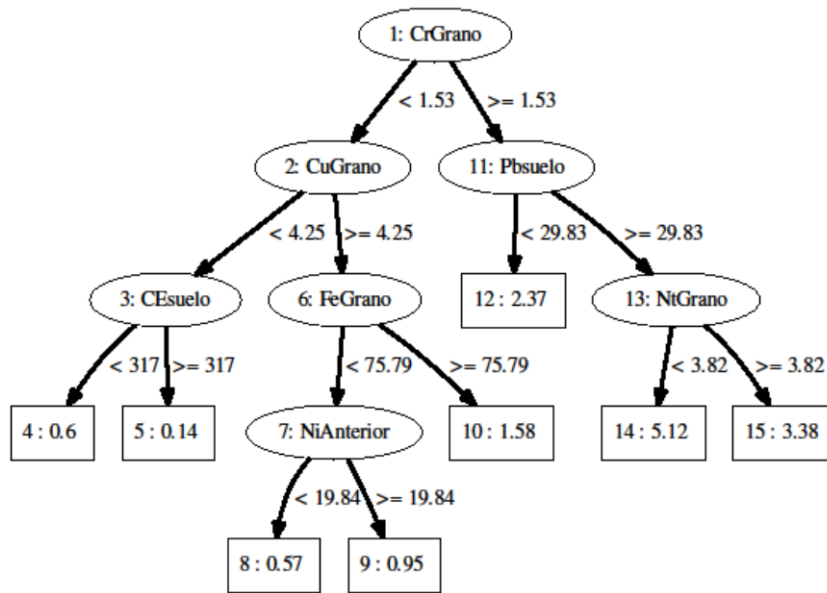 1: CrGrano
< 1.53 >= 1.53
2: CuGrano 11: Pbsuelo
< 4.25 >= 4.25 < 29.83 >= 29.83
3: CEsuelo 6: FeGrano 12 : 2.37 13: NtGrano
< 317 >= 317 < 75.79 >= 75.79 < 3.82 >= 3.82
4 : 0.6 5 : 0.14 7: NiAnterior 10 : 1.58 14 : 5.12 15 : 3.38
< 19.84 >= 19.84
8 : 0.57 9 : 0.95